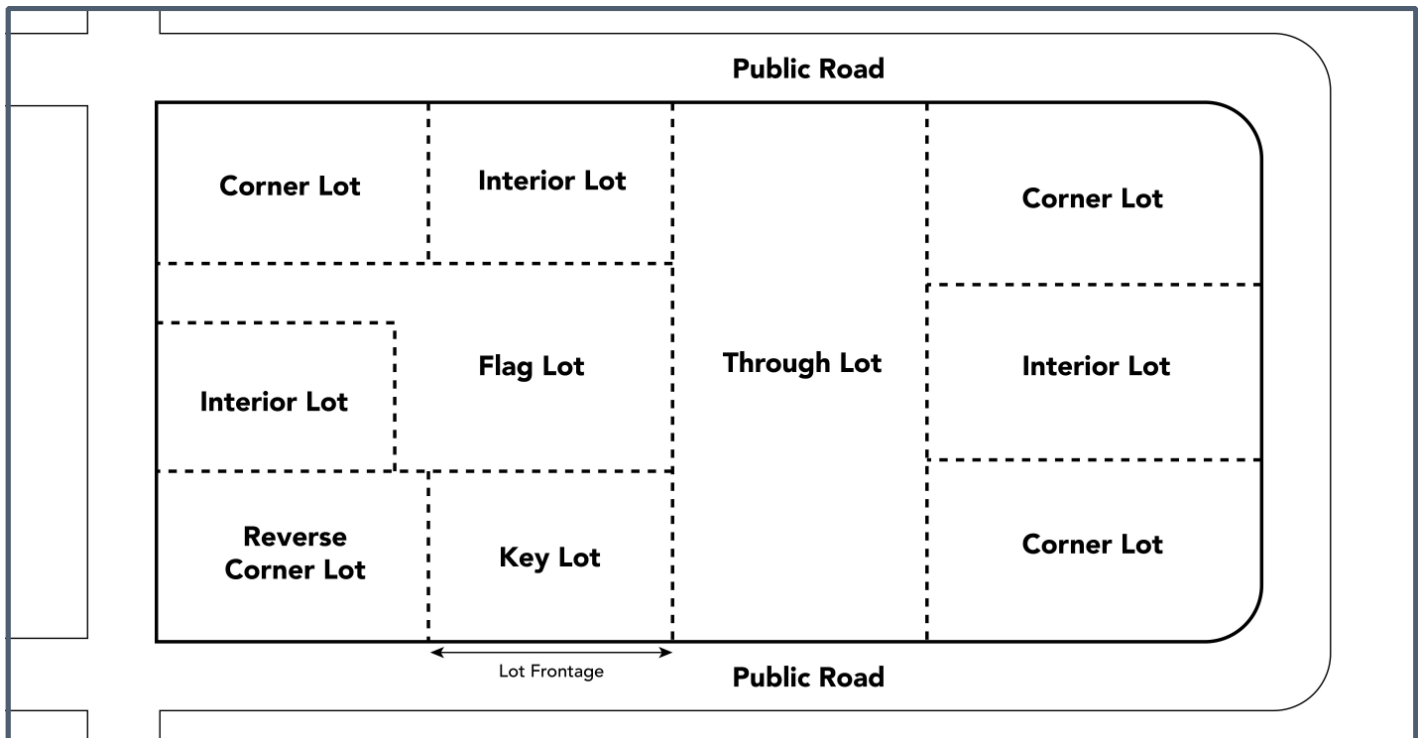 Public Road
Corner Lot
Interior Lot
Corner Lot
Flag Lot
Through Lot
Interior Lot
Interior Lot
Reverse
Corner Lot
Key Lot
Corner Lot
Lot Frontage
Public Road